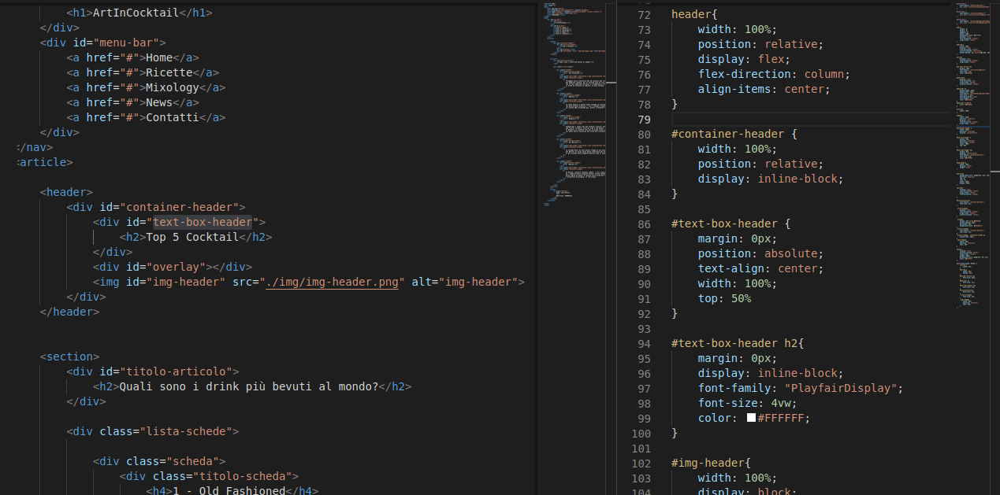 <h1>ArtInCocktail</h1>
</div>
<div id="menu-bar">
<a href="#">Home</a>
<a href="#">Ricette</a>
<a href="#">Mixology</a>
<a href="#">News</a>
<a href="#">Contatti</a>
</div>
/nav>
article>
<header>
<div id="container-header">
<div id="text-box-header">
<h2>Top 5 Cocktail</h2>
</div>
<div id="overlay"></div>
<img id="img-header" src="./img/img-header.png" alt="img-header">
</div>
</header>
<section>
<div id="titolo-articolo">
<h2>Quali sono i drink più bevuti al mondo?</h2>
</div>
<div class="lista-schede">
<div class="scheda">
<div class="titolo-scheda">
<h4>1 - Old Fashioned</h4>
72 header{
73 width: 100%;
74 position: relative;
75 display: flex;
76 flex-direction: column;
77 align-items: center;
78 }
79
80 #container-header {
81 width: 100%;
82 position: relative;
83 display: inline-block;
84 }
85
86 #text-box-header {
87 margin: 0px;
88 position: absolute;
89 text-align: center;
90 width: 100%;
91 top: 50%
92 }
93
94 #text-box-header h2{
95 margin: 0px;
96 display: inline-block;
97 font-family: "PlayfairDisplay";
98 font-size: 4vw;
99 color: #FFFFFF;
100 }
101
102 #img-header{
103 width: 100%;
104 display: block;